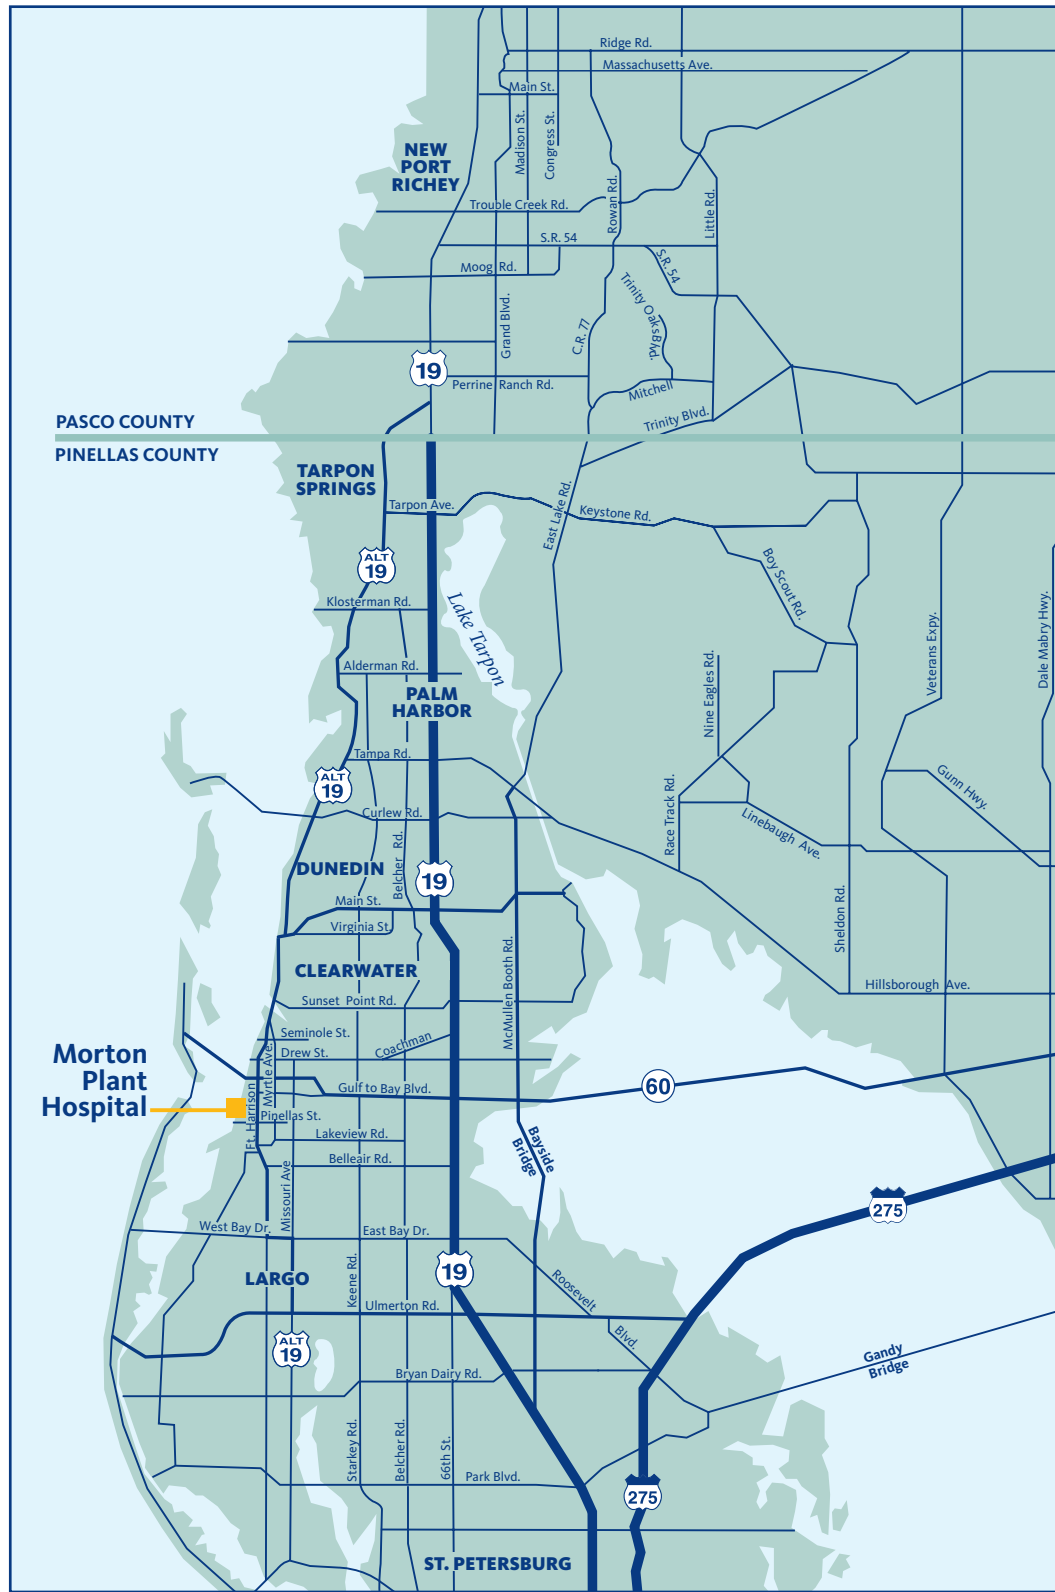 Ridge Rd.
Massachusetts Ave.
Main St.
Madison St.
Congress St.
NEW
PORT
RICHEY
Rowan Rd.
Little Rd.
Trouble Creek Rd.
S.R. 54
S.R. 54
Moog Rd.
Trinity Oaks Blvd.
Grand Blvd.
C.R. 77
19
Perrine Ranch Rd.
Mitchell
Trinity Blvd.
PASCO COUNTY
PINELLAS COUNTY
TARPON
SPRINGS
Tarpon Ave.
East Lake Rd.
Keystone Rd.
ALT
19
Boy Scout Rd.
Klosterman Rd.
Lake Tarpon
Veterans Expy.
Dale Mabry Hwy.
Alderman Rd.
Nine Eagles Rd.
PALM
HARBOR
Tampa Rd.
ALT
19
Gunn Hwy.
Race Track Rd.
Curlew Rd.
Linebaugh Ave.
Belcher Rd.
DUNEDIN
19
Main St.
Virginia St.
Sheldon Rd.
McMullen Booth Rd.
CLEARWATER
Hillsborough Ave.
Sunset Point Rd.
Seminole St.
Coachman
Drew St.
Myrtle Ave.
Morton
Plant
Hospital
Gulf to Bay Blvd.
60
Ft. Harrison
Pinellas St.
Lakeview Rd.
Bayside
Bridge
Belleair Rd.
Missouri Ave
275
West Bay Dr.
East Bay Dr.
LARGO
Keene Rd.
19
Roosevelt
Ulmerton Rd.
Blvd.
ALT
19
Gandy
Bridge
Bryan Dairy Rd.
Starkey Rd.
Belcher Rd.
66th St.
Park Blvd.
275
ST. PETERSBURG